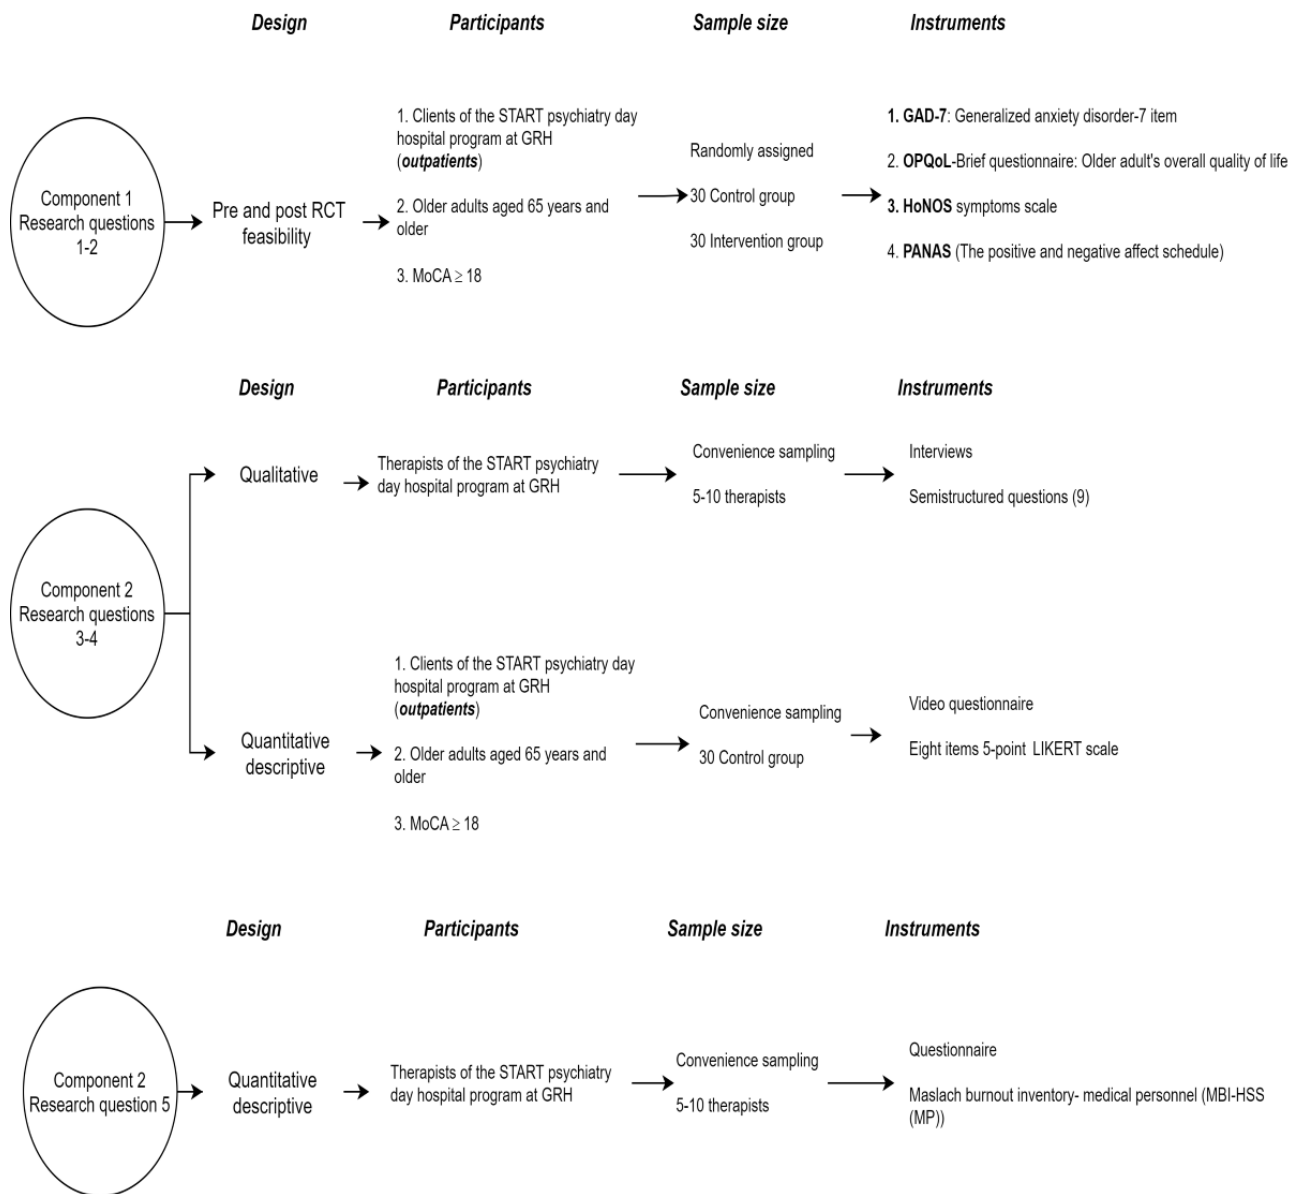 Design Participants Sample size Instruments
Component 1
Research questions
1-2
Pre and post RCT
feasibility
1. Clients of the START psychiatry day
hospital program at GRH
(outpatients)
2. Older adults aged 65 years and
older
3. MoCA ≥ 18
Randomly assigned
30 Control group
30 Intervention group
1. GAD-7: Generalized anxiety disorder-7 item
2. OPQoL-Brief questionnaire: Older adult's overall quality of life
3. HoNOS symptoms scale
4. PANAS (The positive and negative affect schedule)
Design Participants Sample size Instruments
Component 2
Research questions
3-4
Qualitative
Therapists of the START psychiatry
day hospital program at GRH
Convenience sampling
5-10 therapists
Interviews
Semistructured questions (9)
Quantitative
descriptive
1. Clients of the START psychiatry day
hospital program at GRH
(outpatients)
2. Older adults aged 65 years and
older
3. MoCA ≥ 18
Convenience sampling
30 Control group
Video questionnaire
Eight items 5-point LIKERT scale
Design Participants Sample size Instruments
Component 2
Research question 5
Quantitative
descriptive
Therapists of the START psychiatry
day hospital program at GRH
Convenience sampling
5-10 therapists
Questionnaire
Maslach burnout inventory- medical personnel (MBI-HSS
(MP))